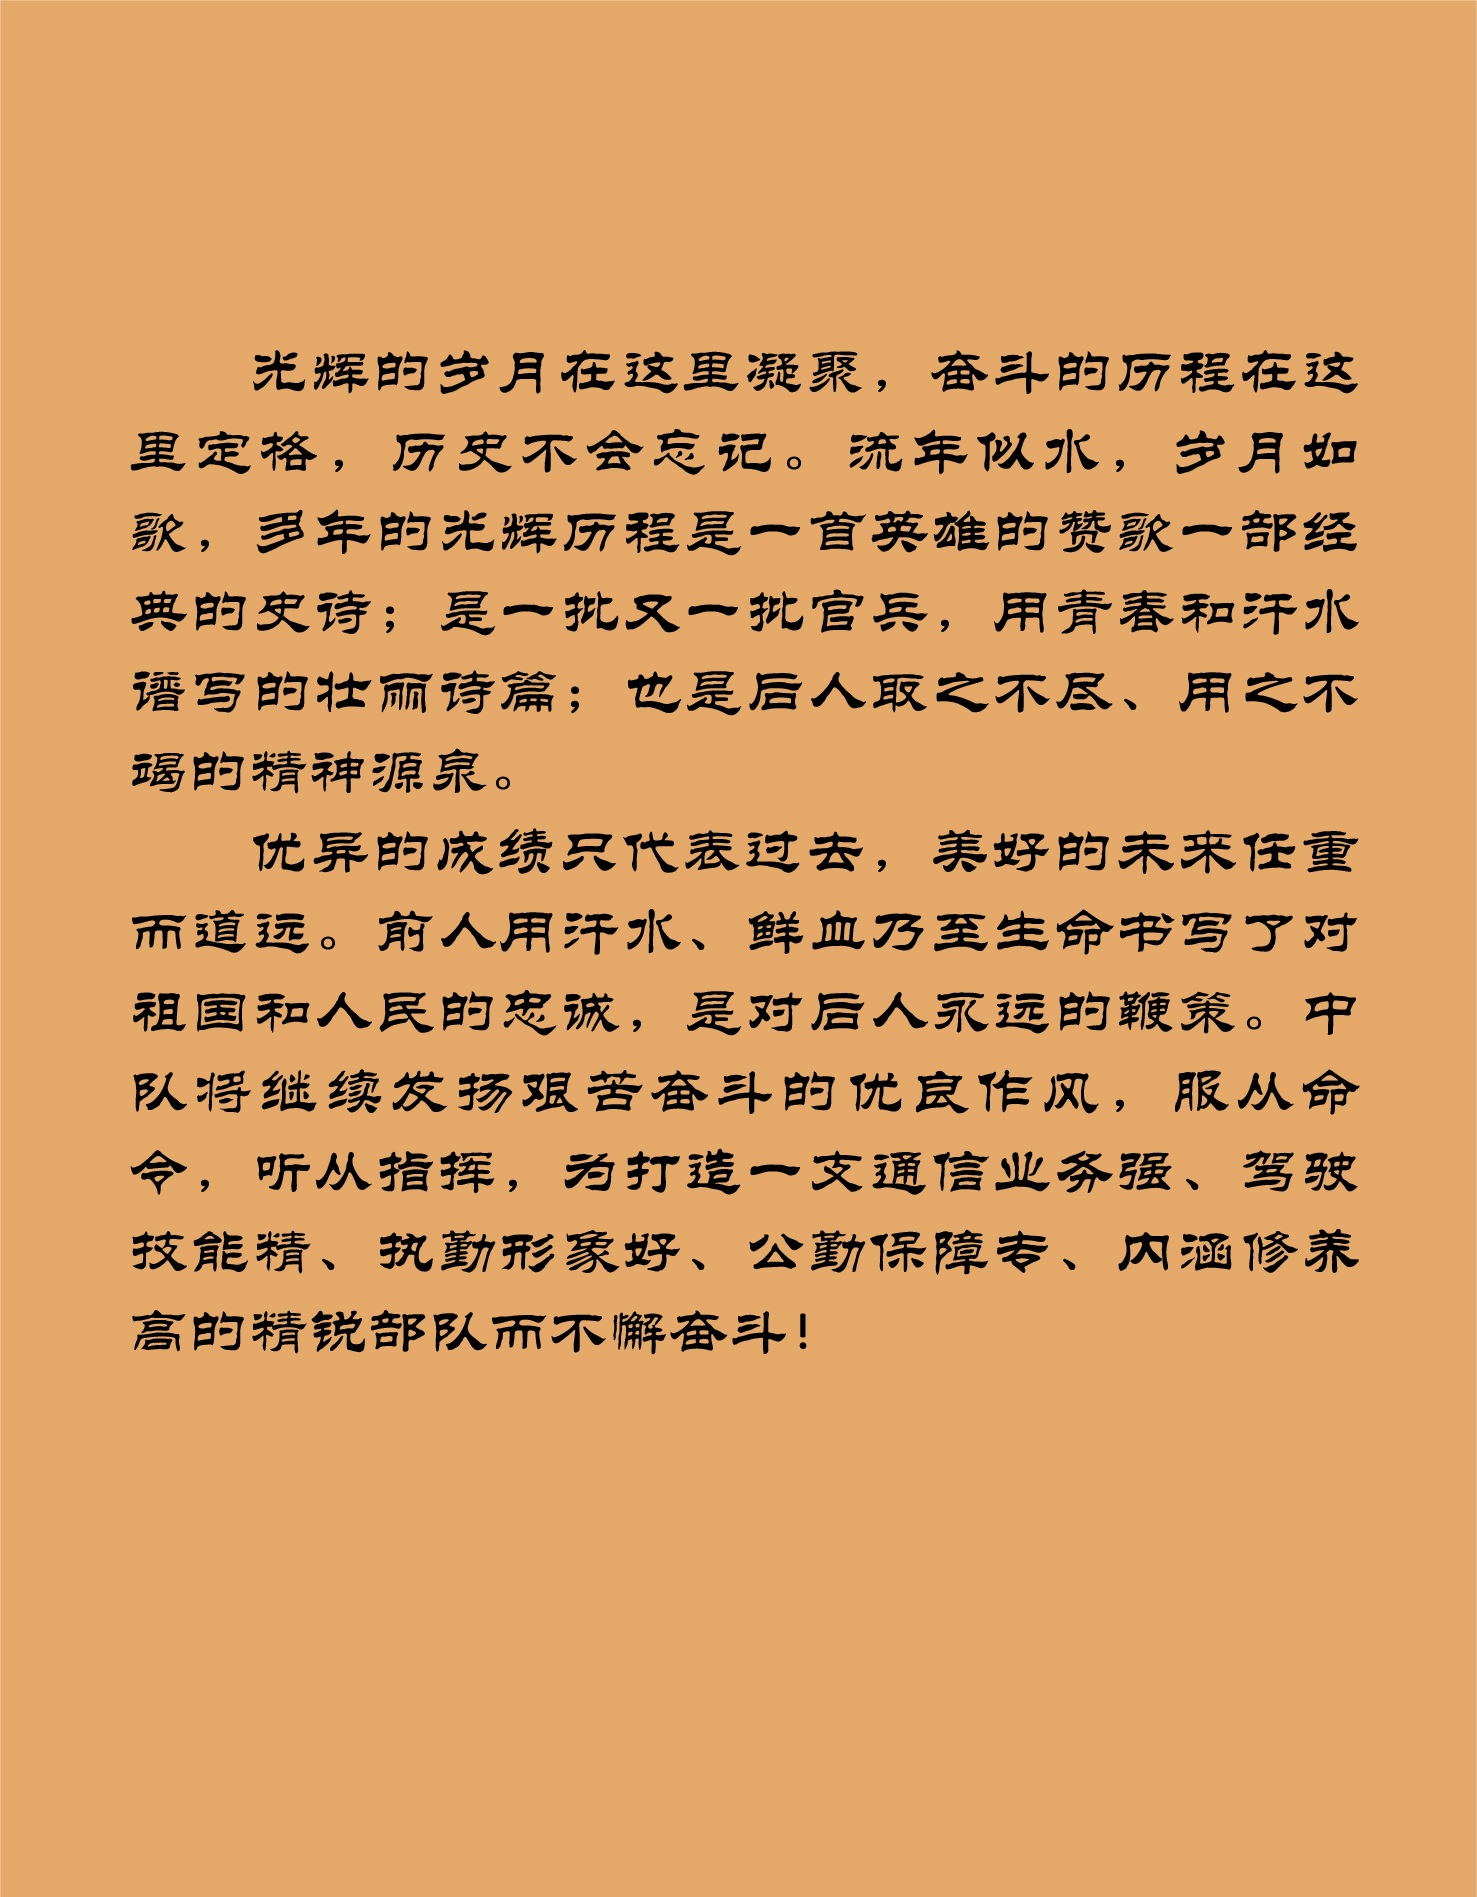 光辉的岁月在这里凝聚，奋斗的历程在这
里定格，历史不会忘记。流年似水，岁月如
歌，多年的光辉历程是一首英雄的赞歌一部经
典的史诗；是一批又一批官兵，用青春和汗水
谱写的壮丽诗篇；也是后人取之不尽、用之不
竭的精神源泉。
优异的成绩只代表过去，美好的未来任重
而道远。前人用汗水、鲜血乃至生命书写了对
祖国和人民的忠诚，是对后人永远的鞭策。中
队将继续发扬艰苦奋斗的优良作风，服从命
令，听从指挥，为打造一支通信业务强、驾驶
技能精、执勤形象好、公勤保障专、内涵修养
高的精锐部队而不懈奋斗！